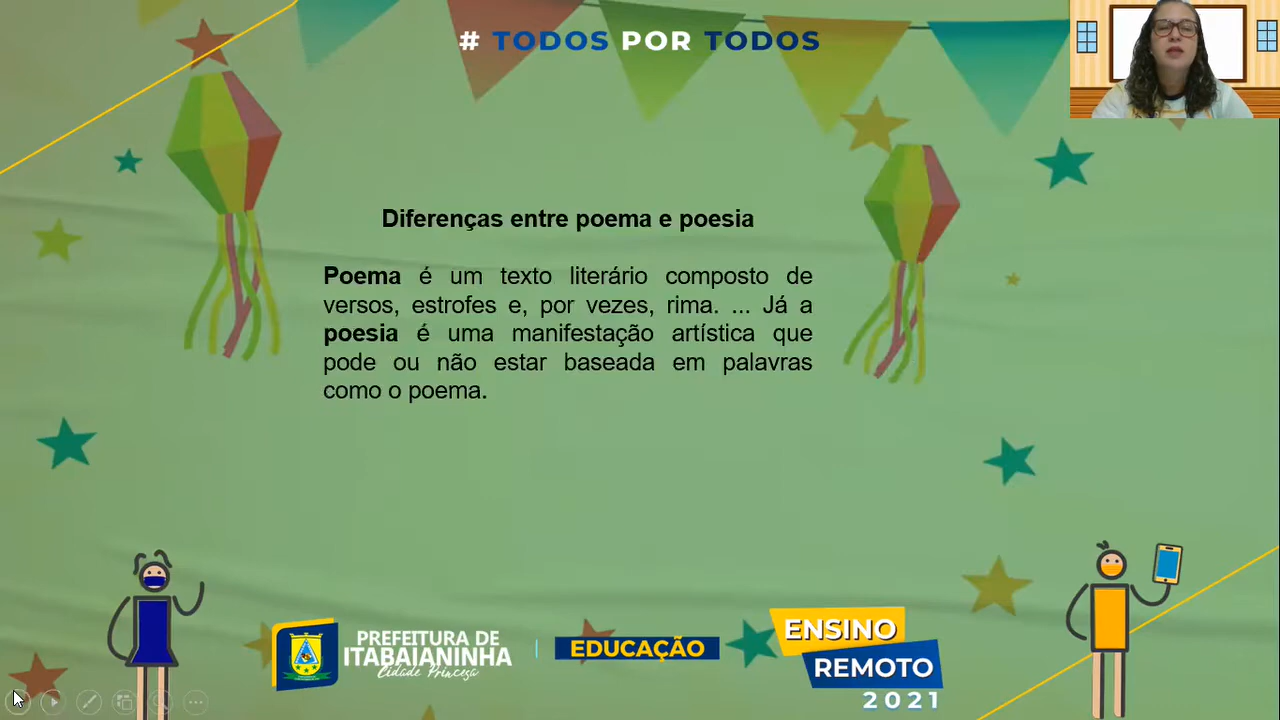 # TODOS POR TODOS
Diferenças entre poema e poesia
Poema é um texto literário composto de
versos, estrofes e, por vezes, rima. ... Já a
poesia é uma manifestação artística que
pode ou não estar baseada em palavras
como o poema.
PREFEITURA DE
ITABAIANINHA
Cidade Princesa
EDUCAÇÃO
ENSINO
REMOTO
2021